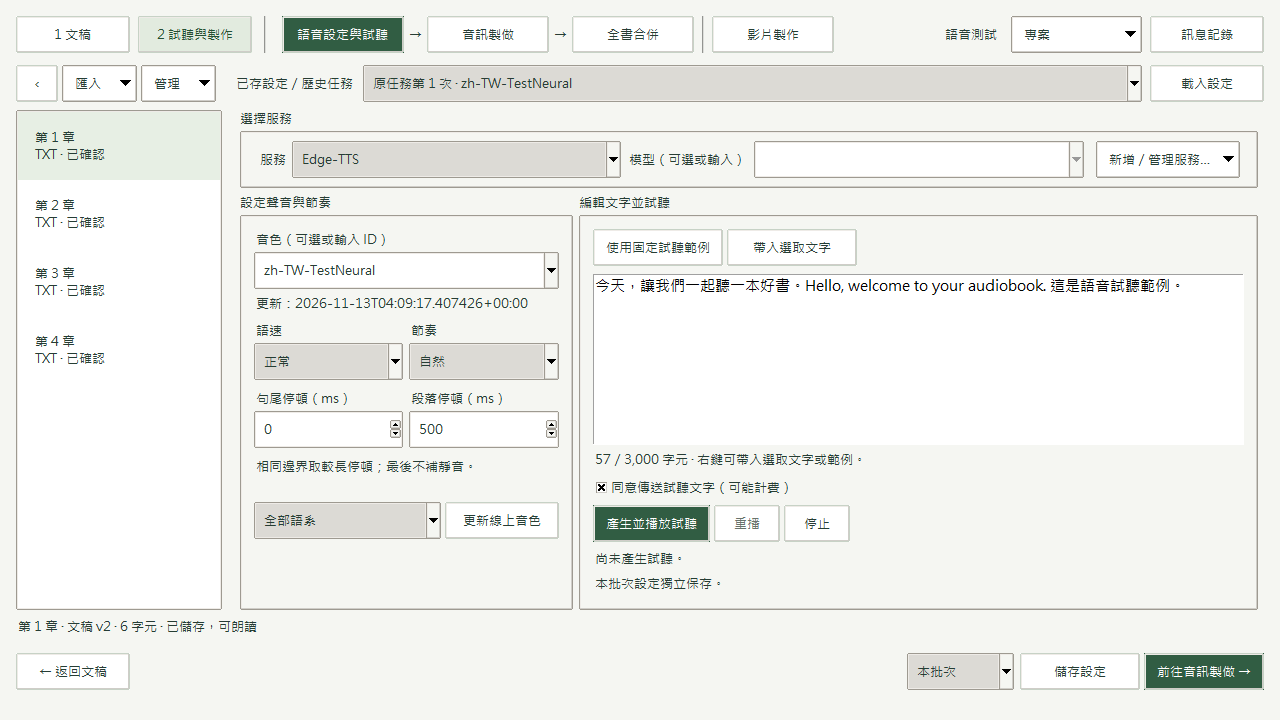 1 文稿
2 試聽與製作
語音設定與試聽
→
音訊製做
→
全書合併
影片製作
語音測試
專案
訊息記錄
‹
匯入
管理
已存設定 / 歷史任務
原任務第 1 次 · zh-TW-TestNeural
載入設定
第 1 章
TXT · 已確認
第 2 章
TXT · 已確認
第 3 章
TXT · 已確認
第 4 章
TXT · 已確認
選擇服務
服務
Edge-TTS
模型（可選或輸入）
新增 / 管理服務...
設定聲音與節奏
音色（可選或輸入 ID）
zh-TW-TestNeural
更新：2026-11-13T04:09:17.407426+00:00
語速
節奏
正常
自然
句尾停頓（ms）
段落停頓（ms）
0
500
相同邊界取較長停頓；最後不補靜音。
全部語系
更新線上音色
編輯文字並試聽
使用固定試聽範例
帶入選取文字
今天，讓我們一起聽一本好書。Hello, welcome to your audiobook. 這是語音試聽範例。
57 / 3,000 字元 · 右鍵可帶入選取文字或範例。
同意傳送試聽文字（可能計費）
產生並播放試聽
重播
停止
尚未產生試聽。
本批次設定獨立保存。
第 1 章 · 文稿 v2 · 6 字元 · 已儲存，可朗讀
← 返回文稿
本批次
儲存設定
前往音訊製做 →